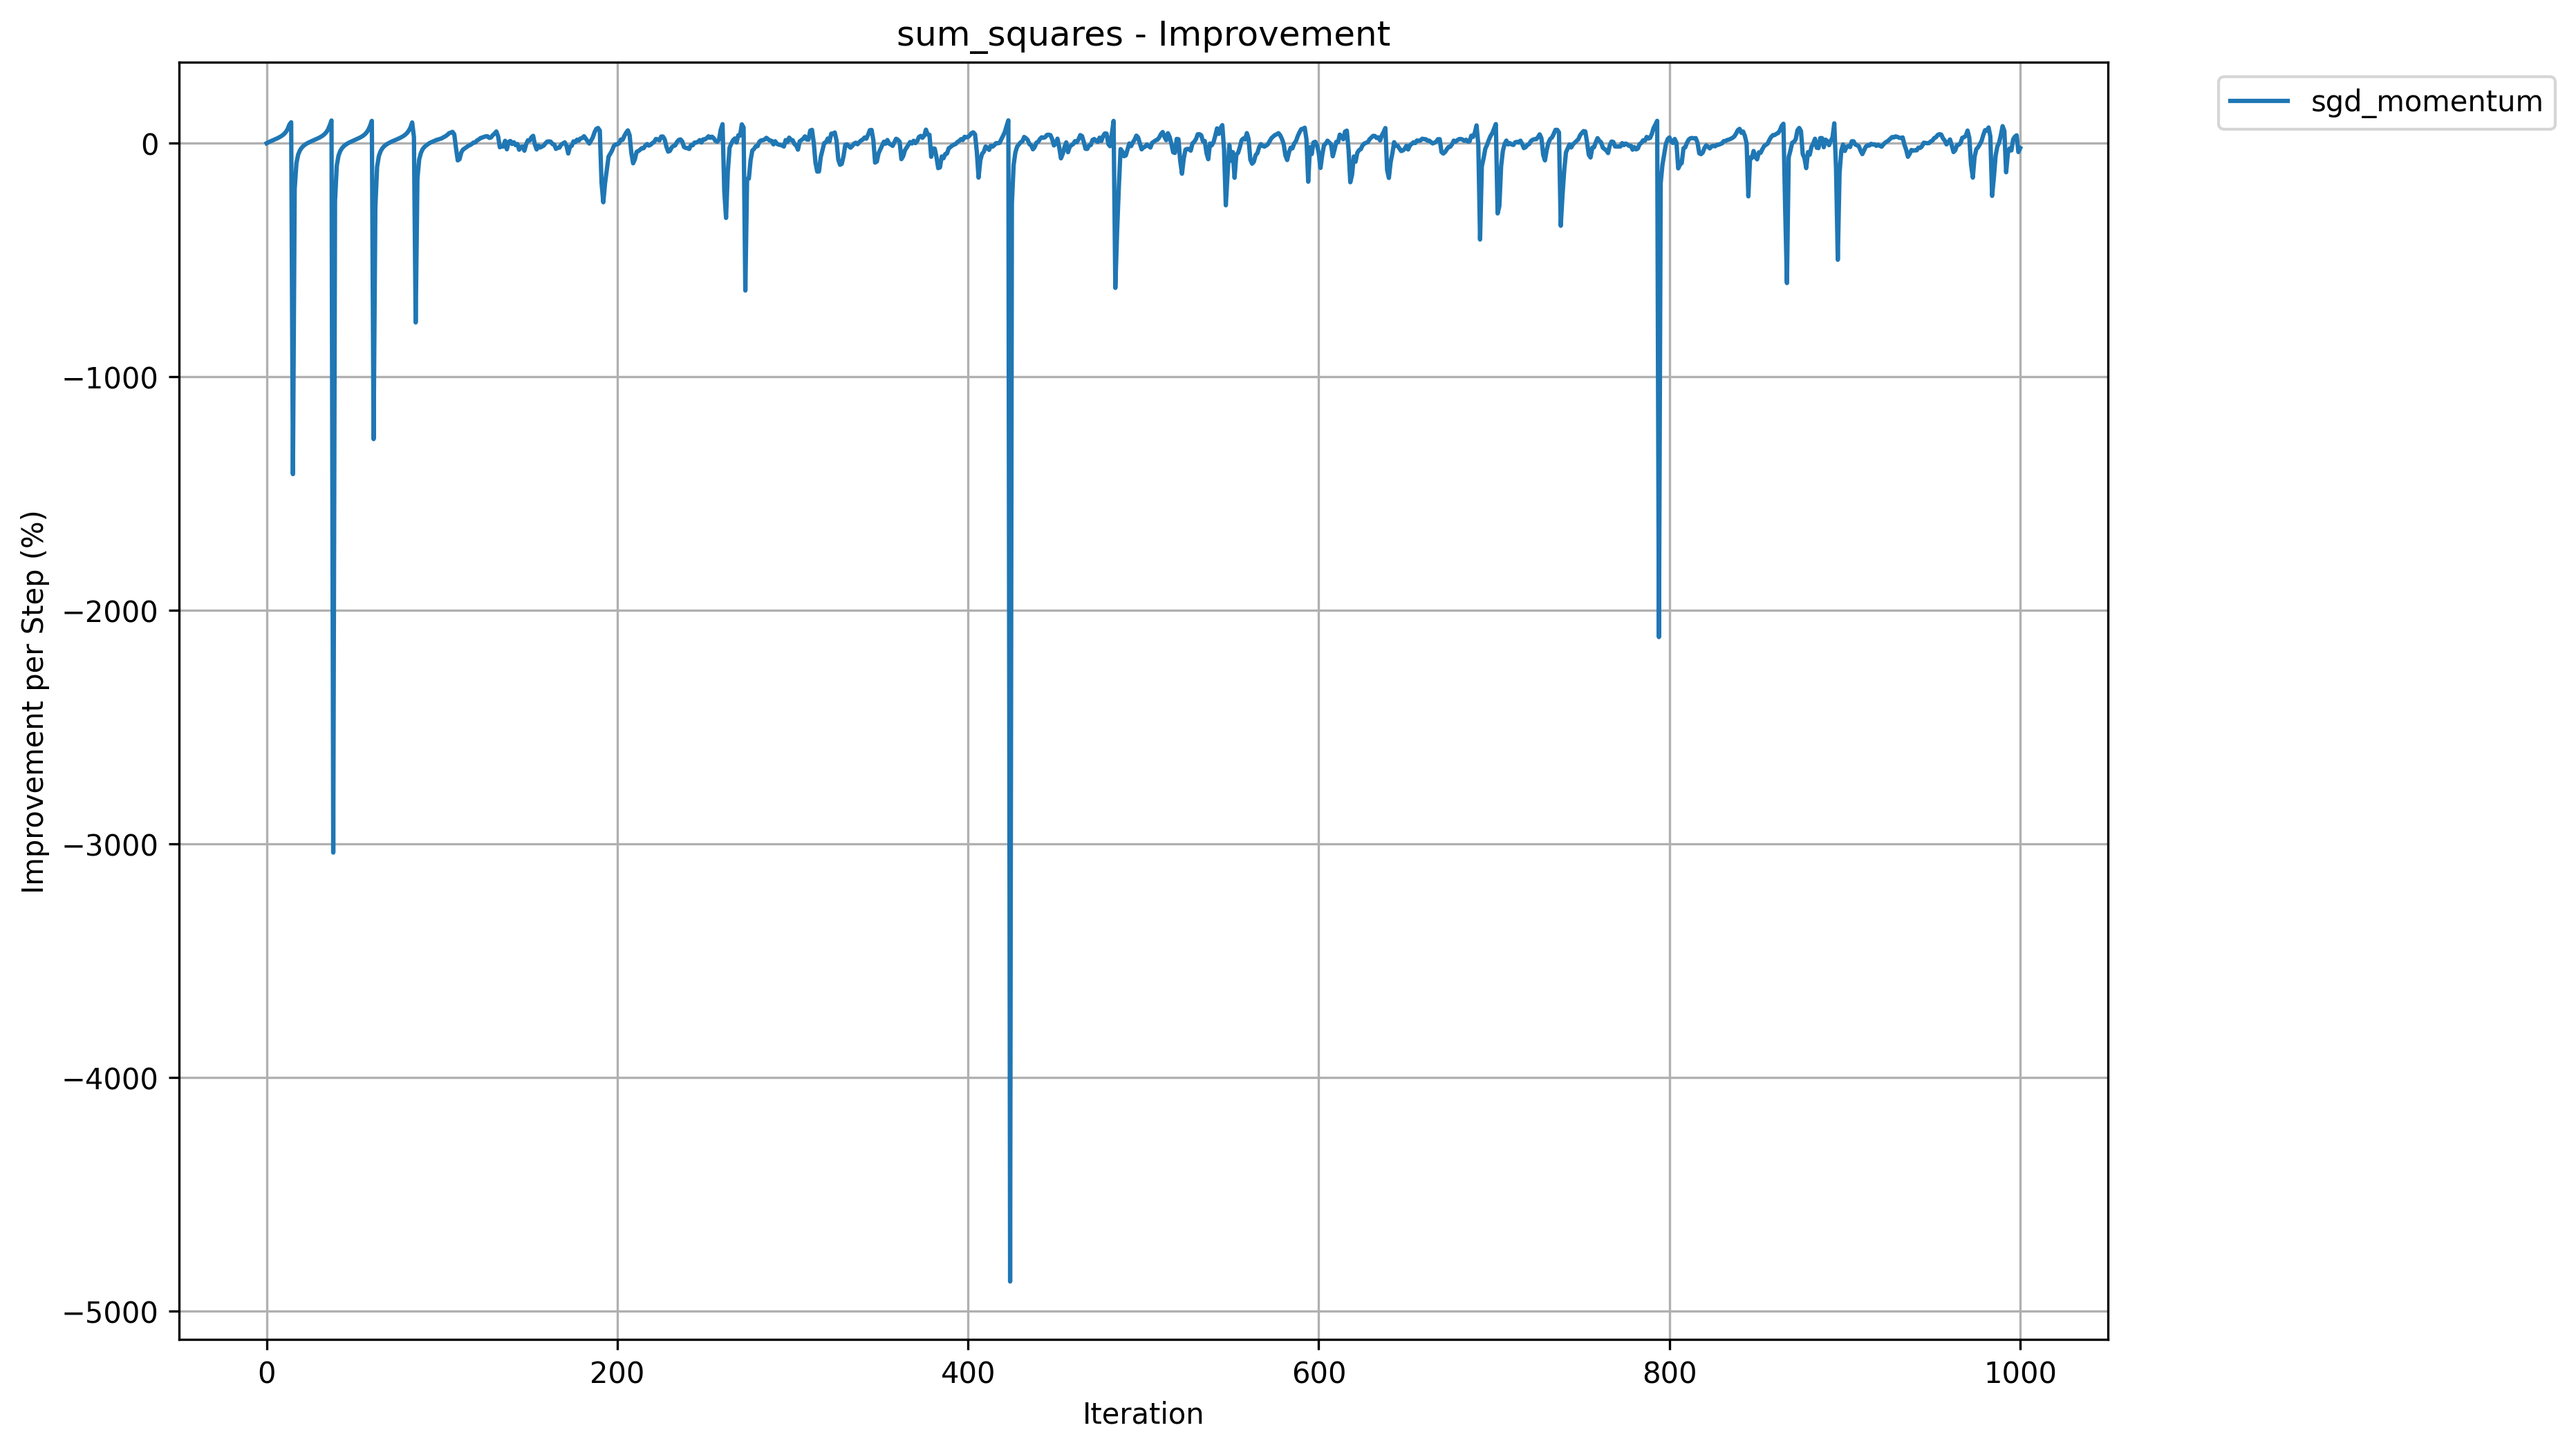 sum_squares - Improvement
sgd_momentum
Improvement per Step (%)
0
−1000
−2000
−3000
−4000
−5000
0 200 400 600 800 1000
Iteration